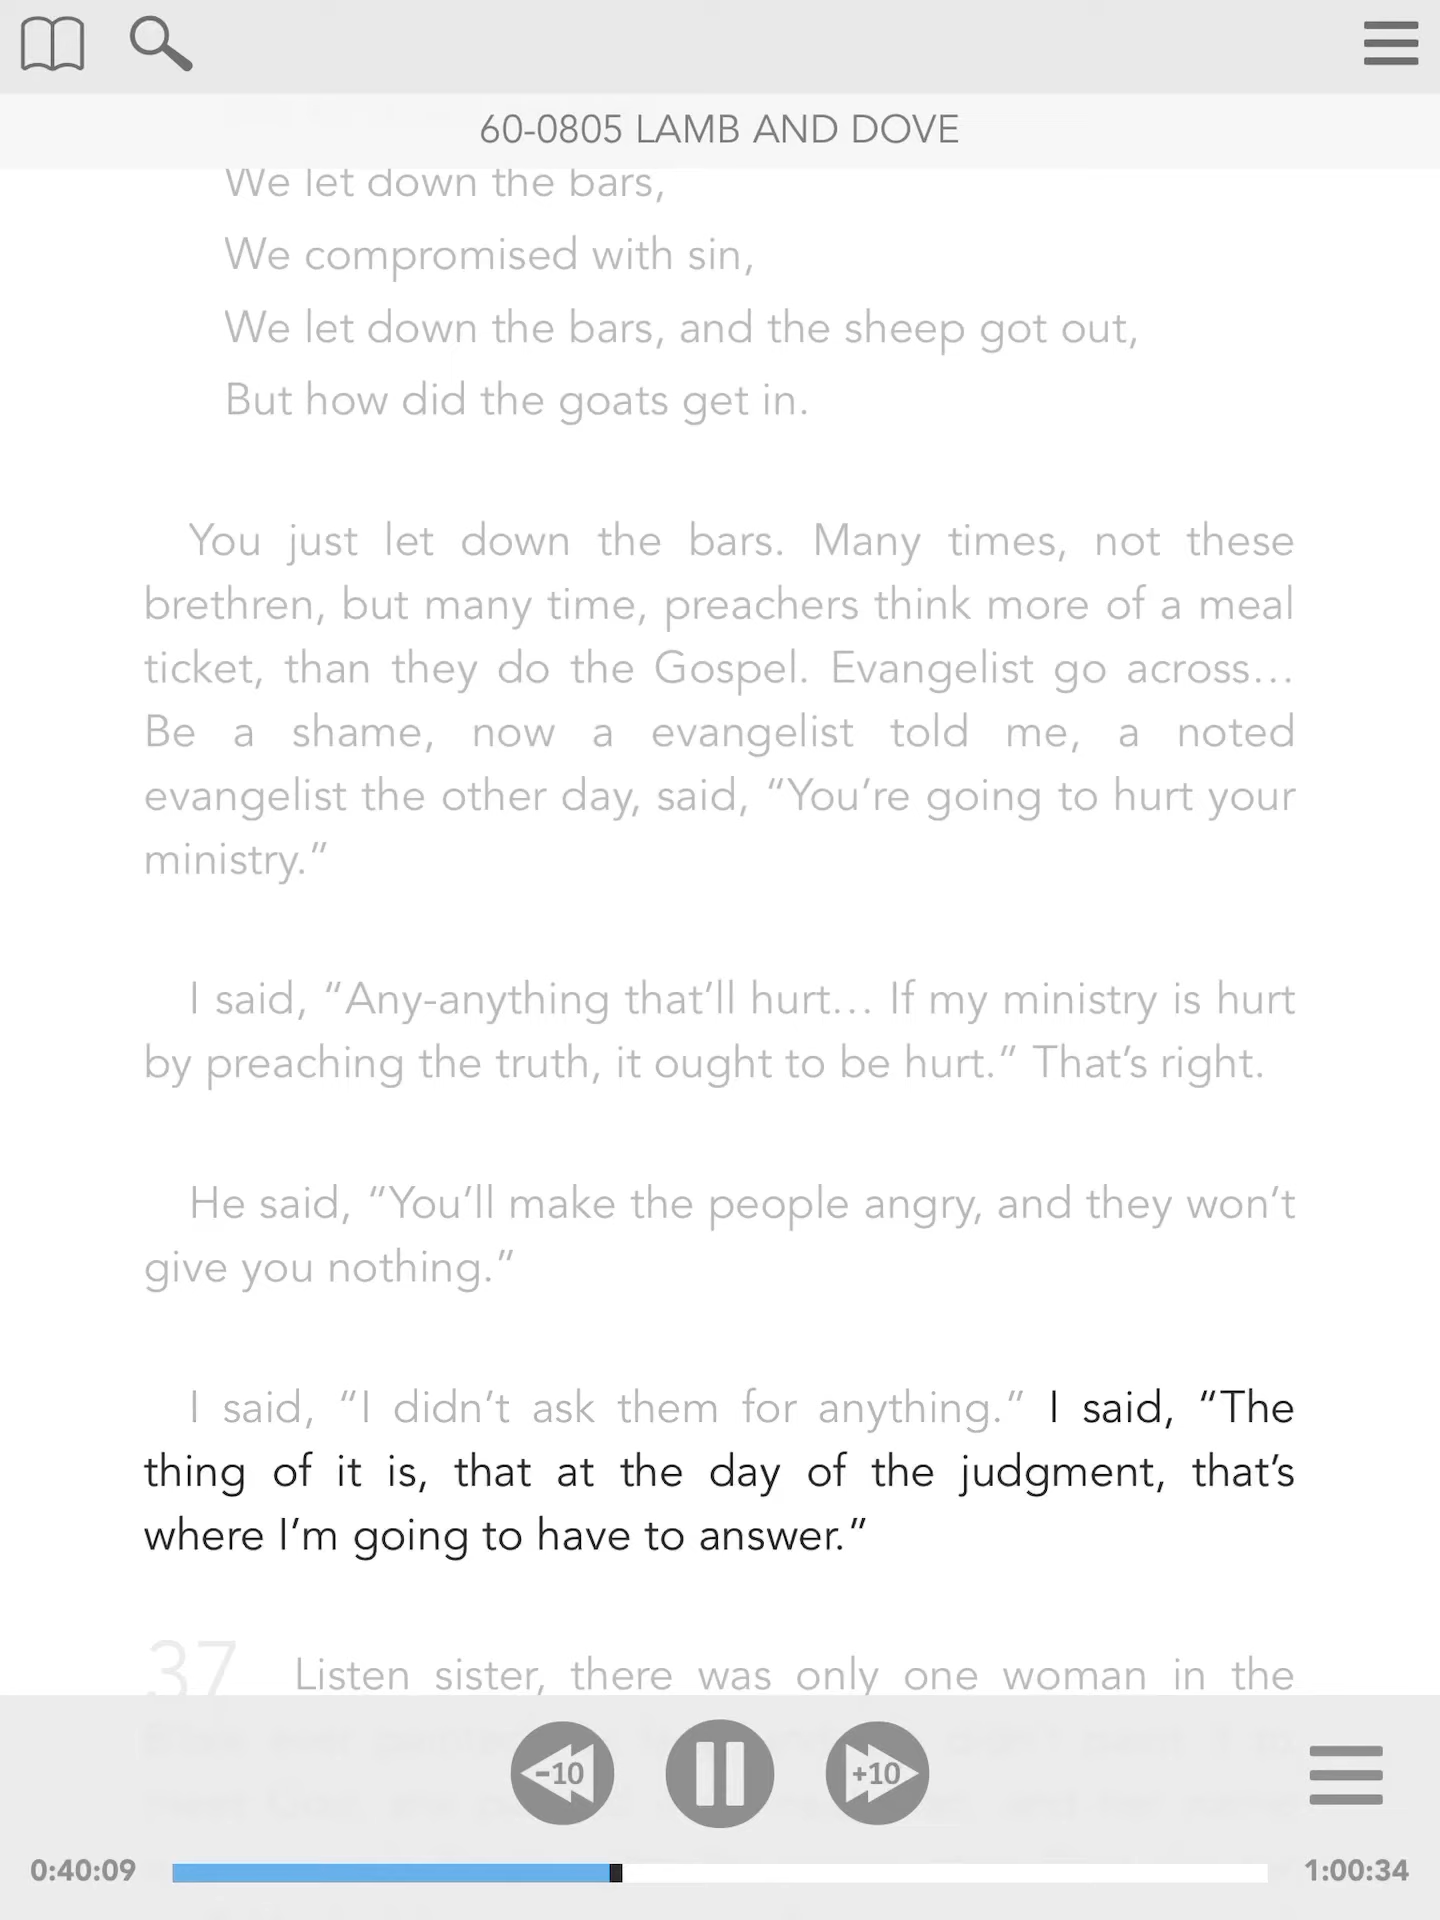 60-0805 LAMB AND DOVE
We let down the bars,
We compromised with sin,
We let down the bars, and the sheep got out,
But how did the goats get in.
You just let down the bars. Many times, not these
brethren, but many time, preachers think more of a meal
ticket, than they do the Gospel. Evangelist go across…
Be a shame, now a evangelist told me, a noted
evangelist the other day, said, “You’re going to hurt your
ministry.”
I said, “Any-anything that’ll hurt… If my ministry is hurt
by preaching the truth, it ought to be hurt.” That’s right.
He said, “You’ll make the people angry, and they won’t
give you nothing.”
I said, “I didn’t ask them for anything.” I said, “The
thing of it is, that at the day of the judgment, that’s
where I’m going to have to answer.”
37 Listen sister, there was only one woman in the
-10 +10
0:40:09 1:00:34